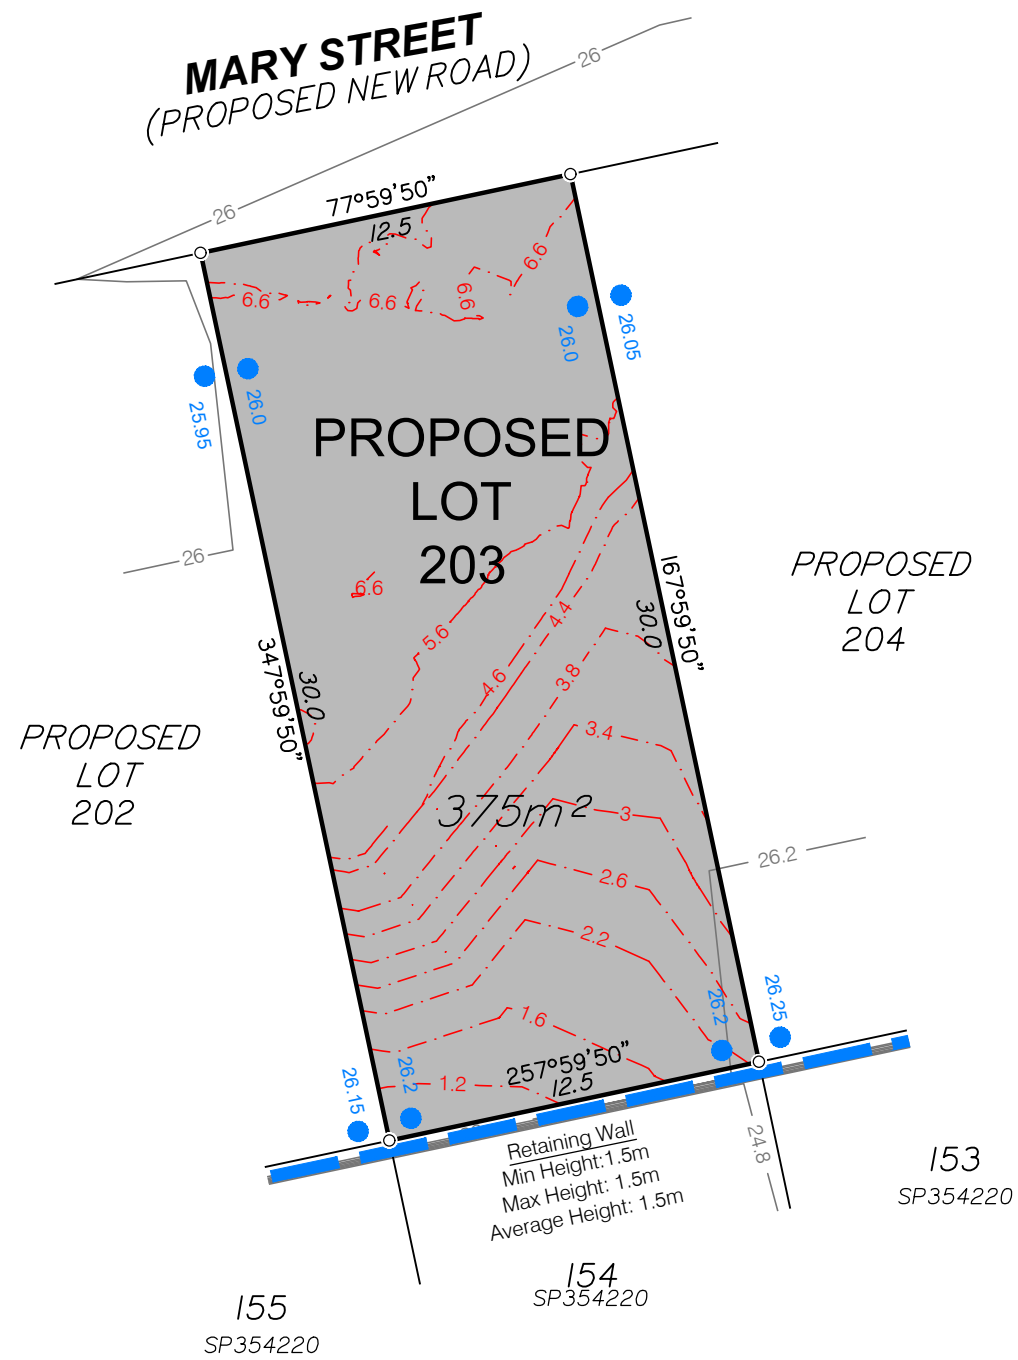 MARY STREET
(PROPOSED NEW ROAD)
26
26
77°59'50"
12.5
6.6
6.6
6.6
6.6
26.0
26.05
25.95
26.0
PROPOSED
LOT
203
26
6.6
5.6
4.6
4.4
3.8
3.4
3
2.6
2.2
1.6
1.2
167°59'50"
30.0
347°59'50"
30.0
PROPOSED
LOT
204
PROPOSED
LOT
202
375m²
26.2
26.2
26.25
26.15
26.2
257°59'50"
12.5
Retaining Wall
Min Height:1.5m
Max Height: 1.5m
Average Height: 1.5m
24.8
153
SP354220
154
SP354220
155
SP354220